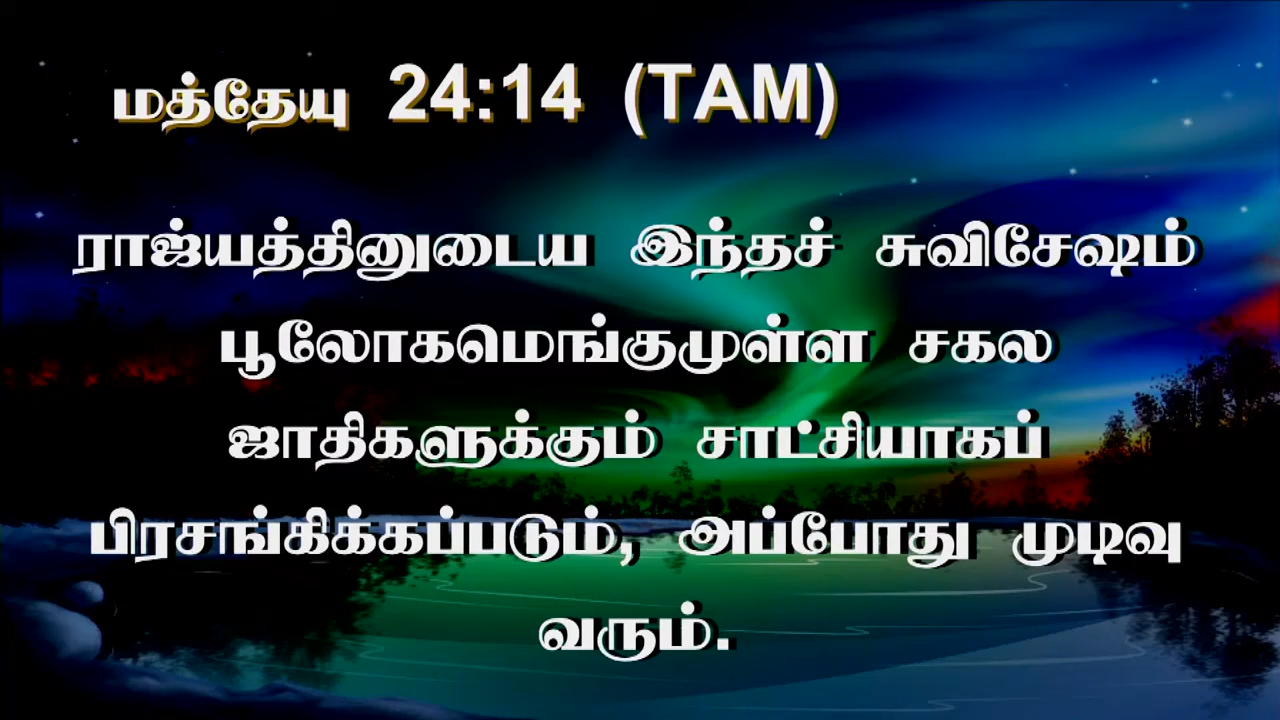 மத்தேயு 24:14 (TAM)
ராஜ்யத்தினுடைய இந்தச் சுவிசேஷம்
பூலோகமெங்குமுள்ள சகல
ஜாதிகளுக்கும் சாட்சியாகப்
பிரசங்கிக்கப்படும், அப்போது முடிவு
வரும்.